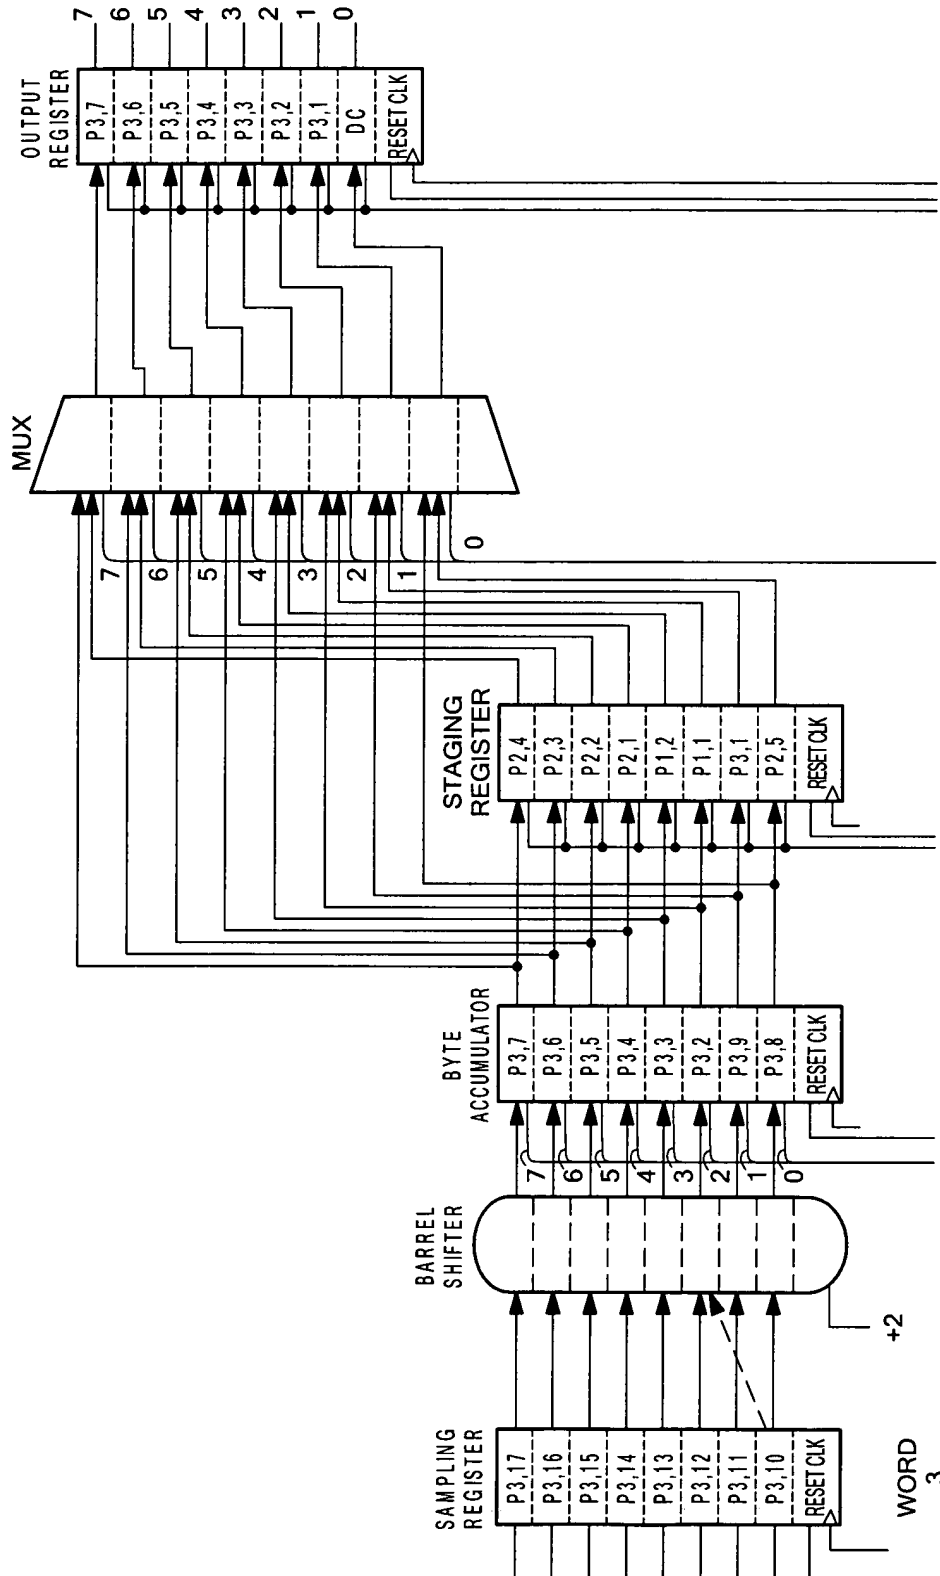 OUTPUT
REGISTER
P3,7
P3,6
P3,5
P3,4
P3,3
P3,2
P3,1
DC
RESET CLK
7
6
5
4
3
2
1
0
MUX
7
6
5
4
3
2
1
0
STAGING
REGISTER
P2,4
P2,3
P2,2
P2,1
P1,2
P1,1
P3,1
P2,5
RESET CLK
BYTE
ACCUMULATOR
P3,7
P3,6
P3,5
P3,4
P3,3
P3,2
P3,9
P3,8
RESET CLK
7
6
5
4
3
2
1
0
BARREL
SHIFTER
+2
SAMPLING
REGISTER
P3,17
P3,16
P3,15
P3,14
P3,13
P3,12
P3,11
P3,10
RESET CLK
WORD
3